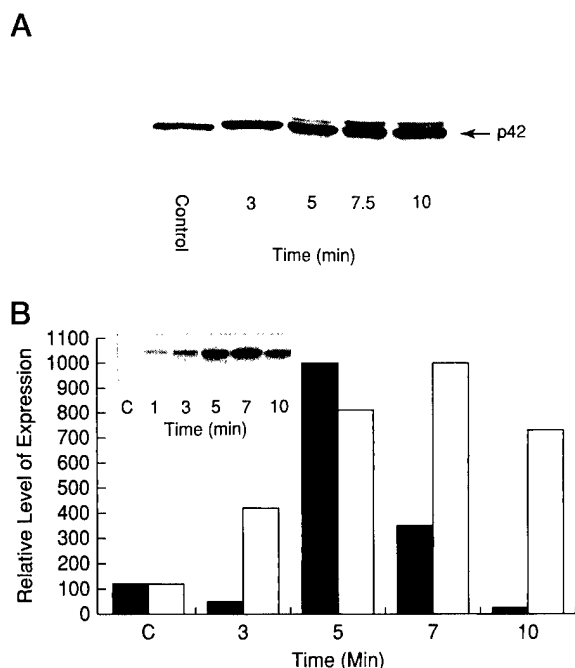 A
p42
Control 3 5 7.5 10
Time (min)
B
1100
1000
900
800
700
600
500
400
300
200
100
0
Relative Level of Expression
C 1 3 5 7 10
Time (min)
C 3 5 7 10
Time (Min)